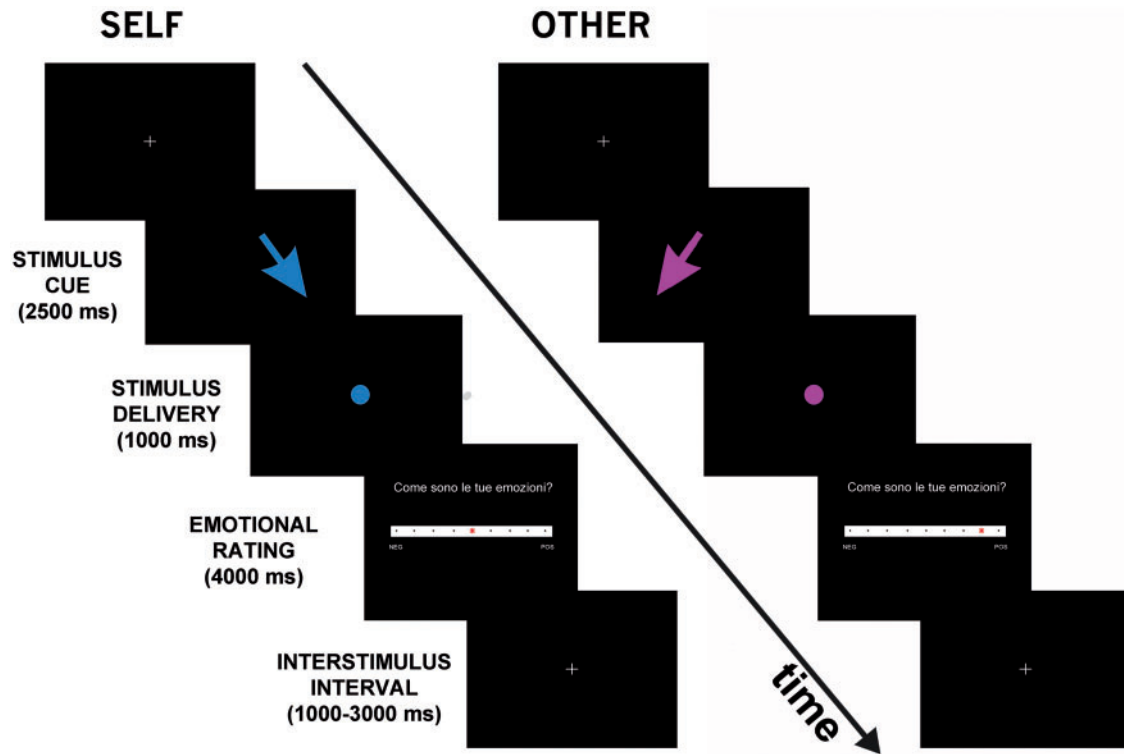 SELF
OTHER
STIMULUS
CUE
(2500 ms)
STIMULUS
DELIVERY
(1000 ms)
EMOTIONAL
RATING
(4000 ms)
Come sono le tue emozioni?
NEG
POS
Come sono le tue emozioni?
NEG
POS
INTERSTIMULUS
INTERVAL
(1000-3000 ms)
time